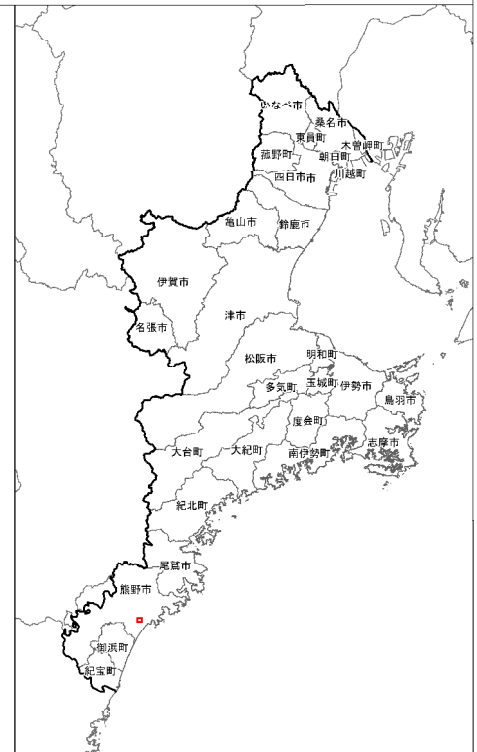 いなべ市
桑名市
東員町
木曽岬町
菰野町
朝日町
川越町
四日市市
亀山市
鈴鹿市
伊賀市
津市
名張市
松阪市
明和町
多気町
玉城町
伊勢市
鳥羽市
度会町
志摩市
大台町
大紀町
南伊勢町
紀北町
尾鷲市
熊野市
御浜町
紀宝町